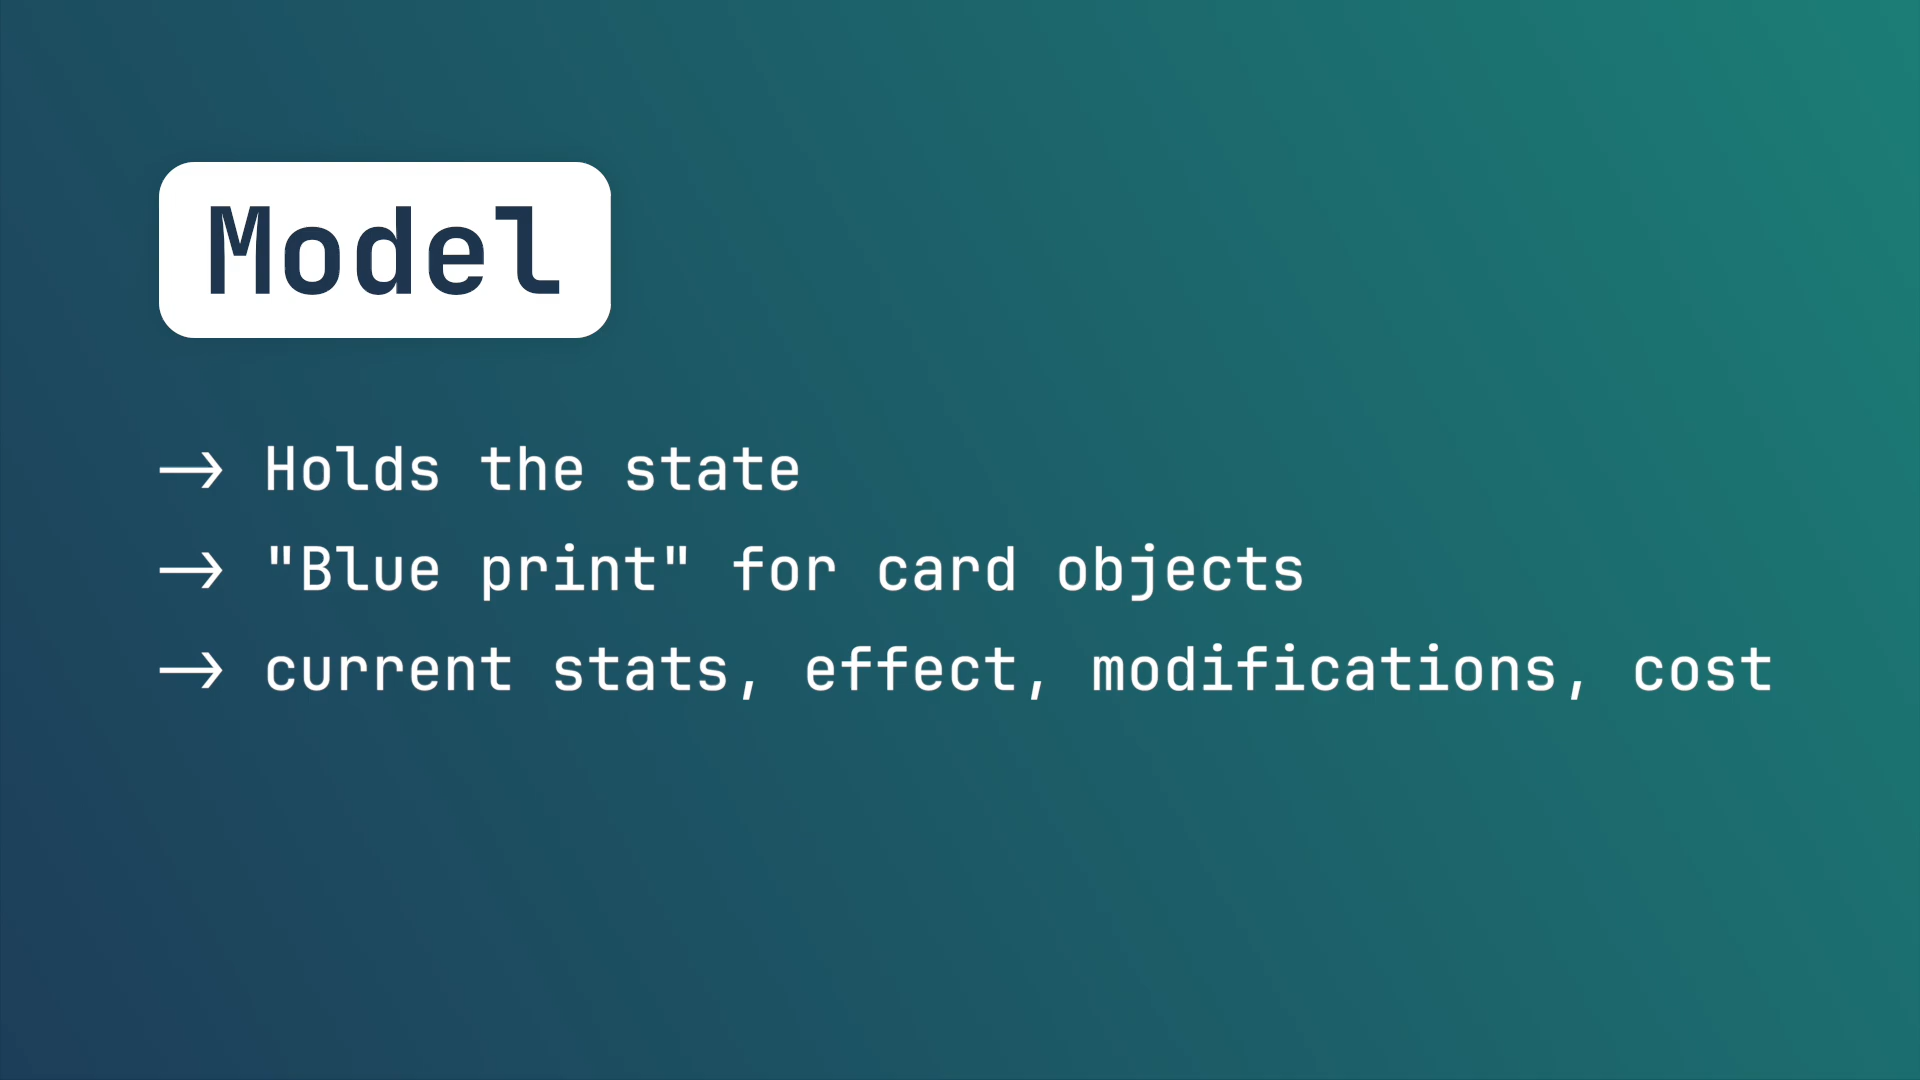 Model
-> Holds the state
-> "Blue print" for card objects
-> current stats, effect, modifications, cost